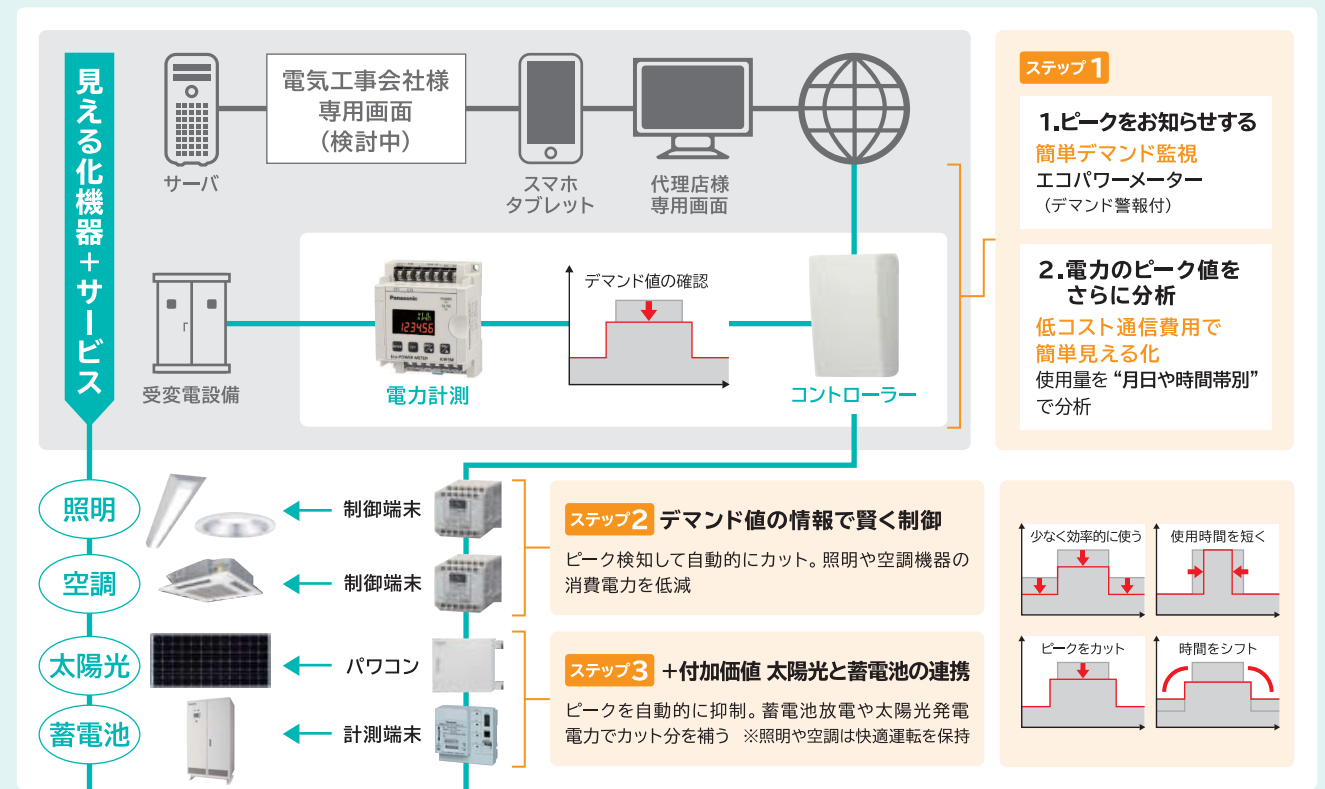 見える化機器+サービス
電気工事会社様
専用画面
(検討中)
サーバ
スマホ
タブレット
代理店様
専用画面
受変電設備
Panasonic
123456
Eco-POWER METER
KW1M
電力計測
デマンド値の確認
コントローラー
ステップ1
1.ピークをお知らせする
簡単デマンド監視
エコパワーメーター
(デマンド警報付)
2.電力のピーク値を
さらに分析
低コスト通信費用で
簡単見える化
使用量を“月日や時間帯別”
で分析
照明
制御端末
空調
制御端末
ステップ2 デマンド値の情報で賢く制御
ピーク検知して自動的にカット。照明や空調機器の
消費電力を低減
太陽光
パワコン
蓄電池
計測端末
ステップ3 +付加価値 太陽光と蓄電池の連携
ピークを自動的に抑制。蓄電池放電や太陽光発電
電力でカット分を補う ※照明や空調は快適運転を保持
少なく効率的に使う
使用時間を短く
ピークをカット
時間をシフト